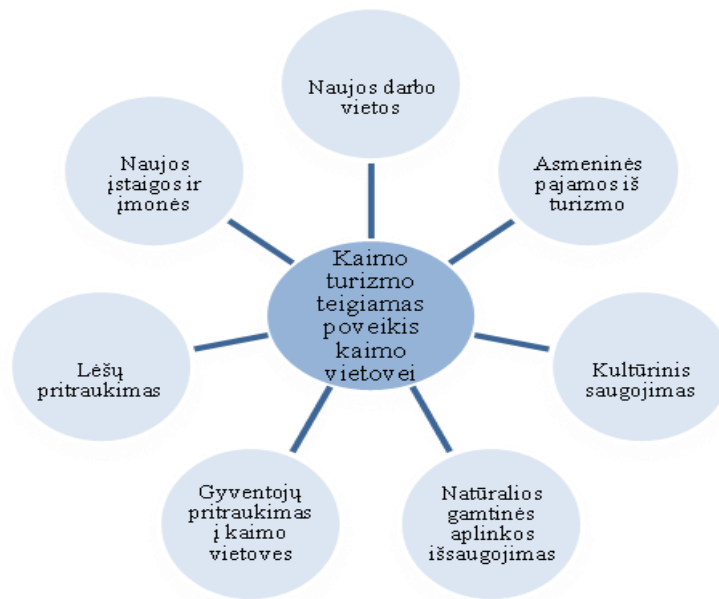 Naujos darbo
vietos
Asmeninės
pajamos iš
turizmo
Kultūrinis
saugojimas
Natūralios
gamtinės
aplinkos
išsaugojimas
Gyventojų
pritraukimas
į kaimo
vietoves
Lėšų
pritraukimas
Naujos
įstaigos ir
įmonės
Kaimo
turizmo
teigiamas
poveikis
kaimo
vietovei